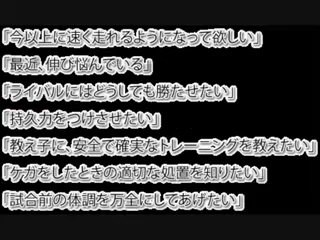 『今以上に速く走れるようになって欲しい』
『最近、伸び悩んでいる』
『ライバルにはどうしても勝たせたい』
『持久力をつけさせたい』
『教え子に、安全で確実なトレーニングを教えたい』
『ケガをしたときの適切な処置を知りたい』
『試合前の体調を万全にしてあげたい』